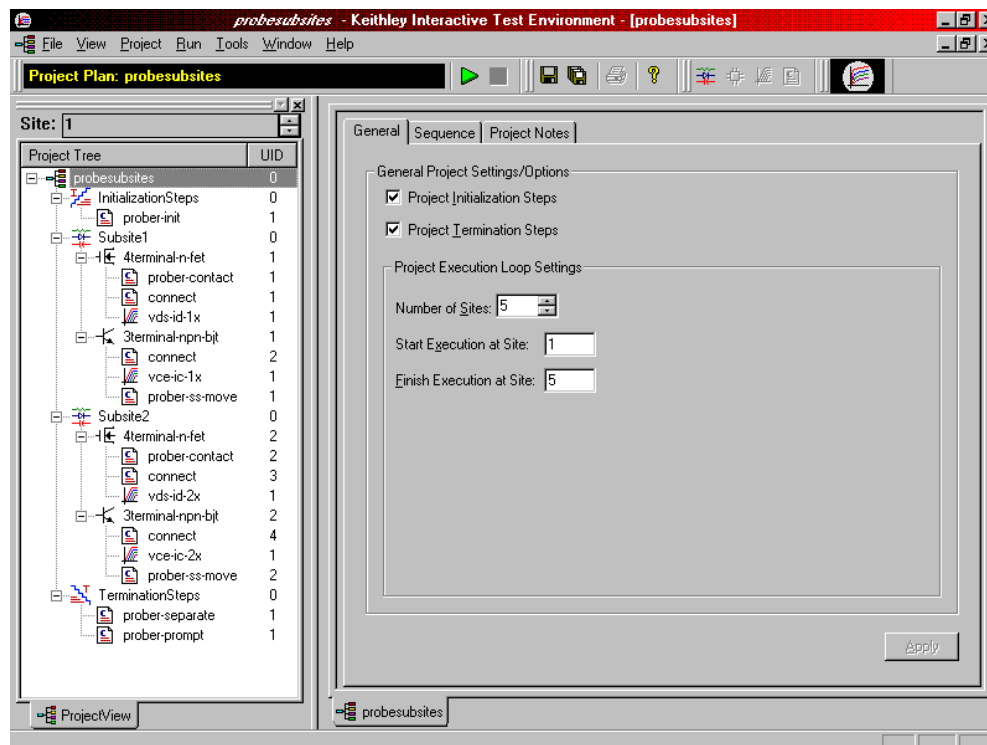 probesubsites - Keithley Interactive Test Environment - [probesubsites]
File View Project Run Tools Window Help
Project Plan: probesubsites
Site: 1
Project Tree UID
probesubsites 0
InitializationSteps 0
prober-init 1
Subsite1 0
4terminal-n-fet 1
prober-contact 1
connect 1
vds-id-1x 1
3terminal-npn-bjt 1
connect 2
vce-ic-1x 1
prober-ss-move 1
Subsite2 0
4terminal-n-fet 2
prober-contact 2
connect 3
vds-id-2x 1
3terminal-npn-bjt 2
connect 4
vce-ic-2x 1
prober-ss-move 2
TerminationSteps 0
prober-separate 1
prober-prompt 1
ProjectView
General Sequence Project Notes
General Project Settings/Options
Project Initialization Steps
Project Termination Steps
Project Execution Loop Settings
Number of Sites: 5
Start Execution at Site: 1
Finish Execution at Site: 5
Apply
probesubsites